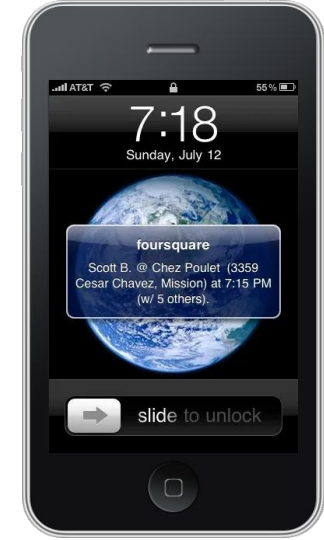 AT&T 55%
7:18
Sunday, July 12
foursquare
Scott B. @ Chez Poulet (3359
Cesar Chavez, Mission) at 7:15 PM
(w/ 5 others).
slide to unlock